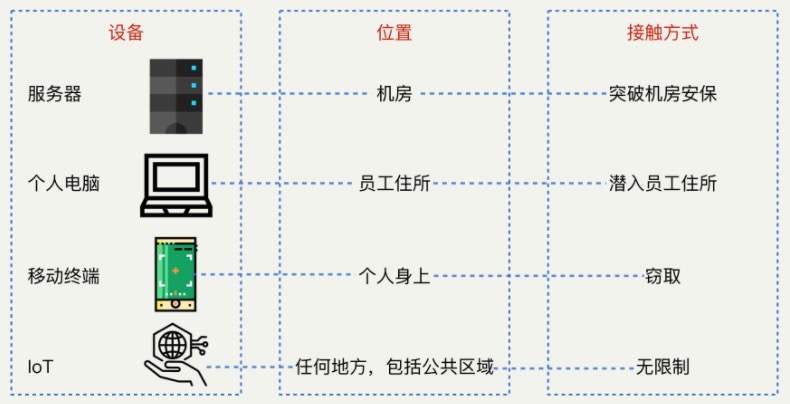 设备 位置 接触方式
服务器 机房 突破机房安保
个人电脑 员工住所 潜入员工住所
移动终端 个人身上 窃取
IoT 任何地方，包括公共区域 无限制